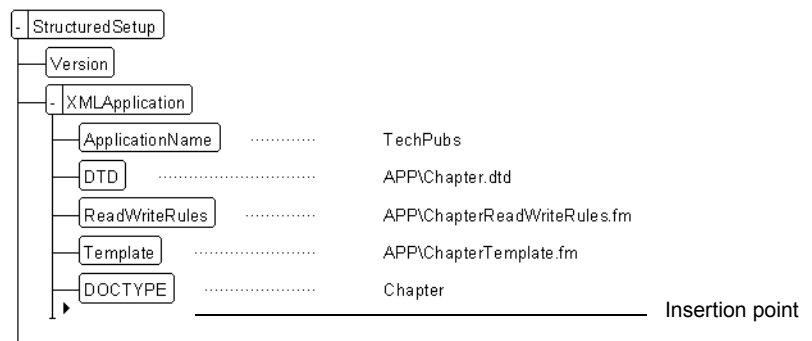 StructuredSetup
Version
XMLApplication
ApplicationName TechPubs
DTD APP\Chapter.dtd
ReadWriteRules APP\ChapterReadWriteRules.fm
Template APP\ChapterTemplate.fm
DOCTYPE Chapter
Insertion point